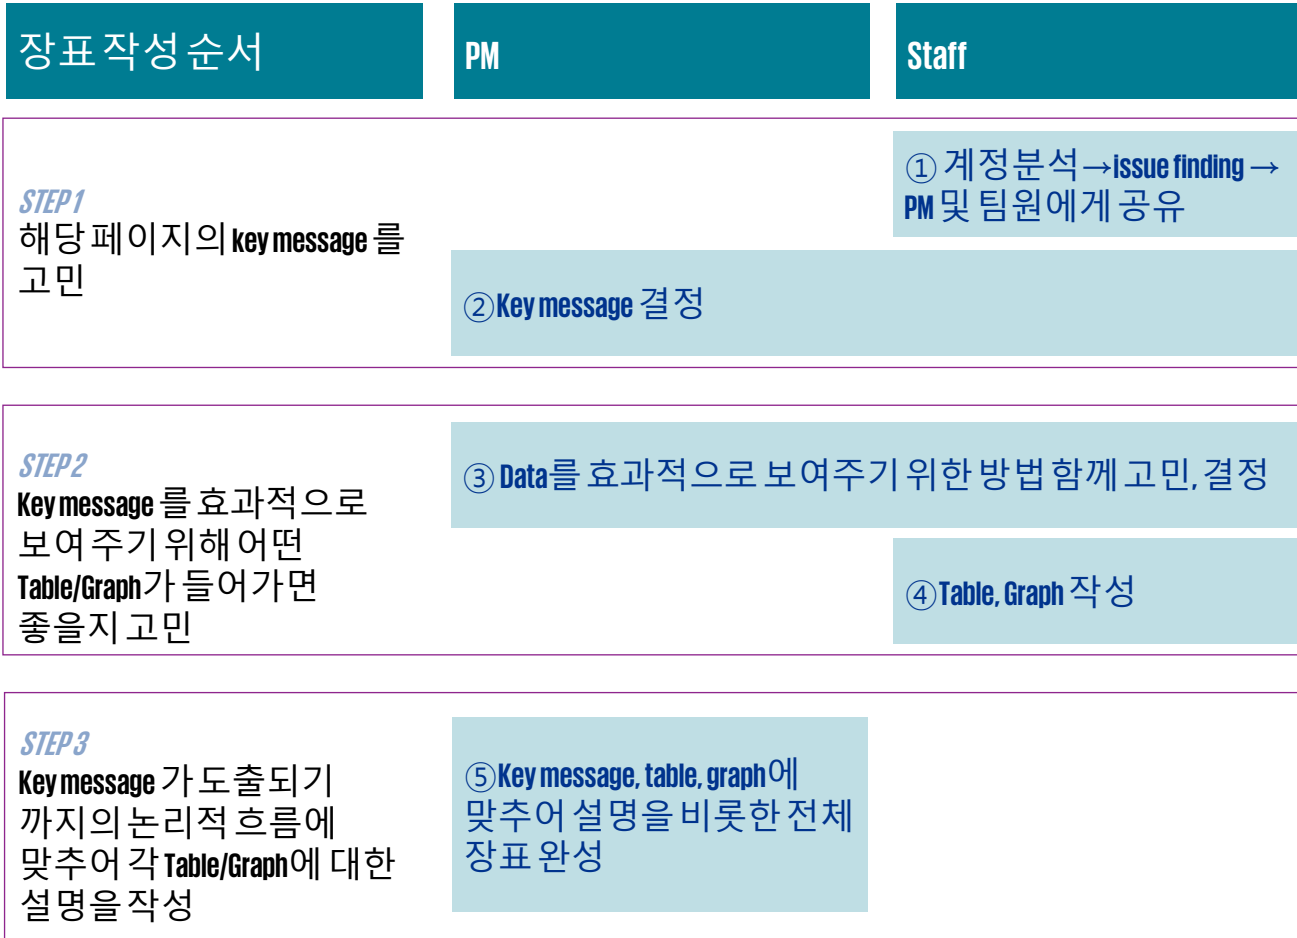 장표 작성 순서
PM
Staff
STEP 1
해당 페이지의 key message 를
고민
① 계정분석→issue finding →
PM 및 팀원에게 공유
②Key message 결정
STEP 2
Key message 를 효과적으로
보여 주기 위해 어떤
Table/Graph가 들어가면
좋을지 고민
③ Data를 효과적으로 보여주기 위한 방법 함께 고민, 결정
④Table, Graph 작성
STEP 3
Key message 가 도출되기
까지의 논리적 흐름에
맞추어 각 Table/Graph에 대한
설명을 작성
⑤Key message, table, graph에
맞추어 설명을 비롯한 전체
장표 완성